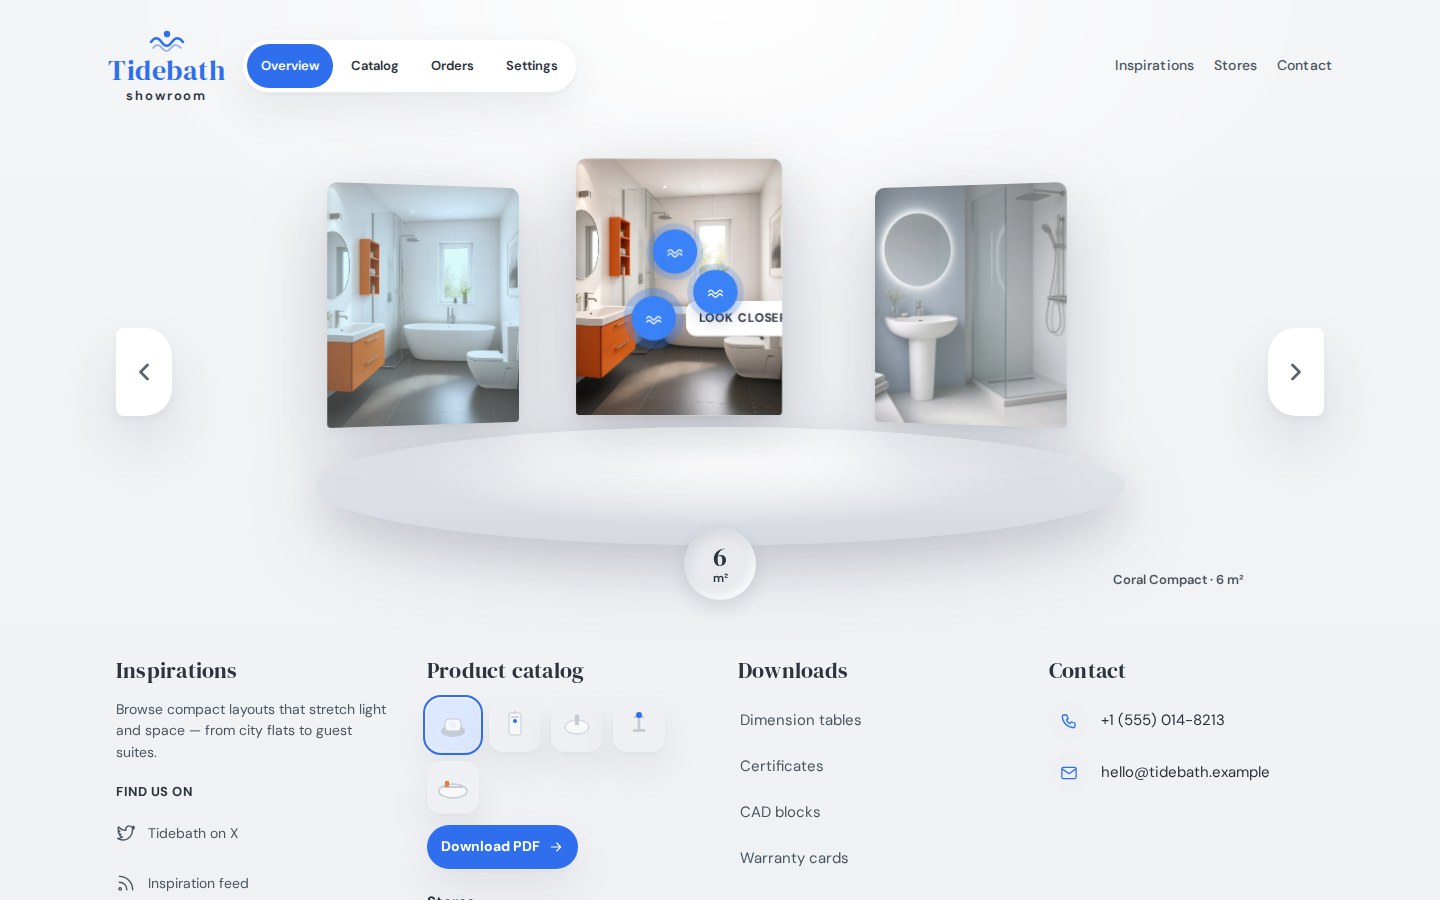 Tidebath
showroom
Overview
Catalog
Orders
Settings
Inspirations
Stores
Contact
LOOK CLOSER
6
m²
Coral Compact · 6 m²
Inspirations
Browse compact layouts that stretch light
and space — from city flats to guest
suites.
FIND US ON
Tidebath on X
Inspiration feed
Product catalog
Download PDF
Stores
Downloads
Dimension tables
Certificates
CAD blocks
Warranty cards
Contact
+1 (555) 014-8213
hello@tidebath.example